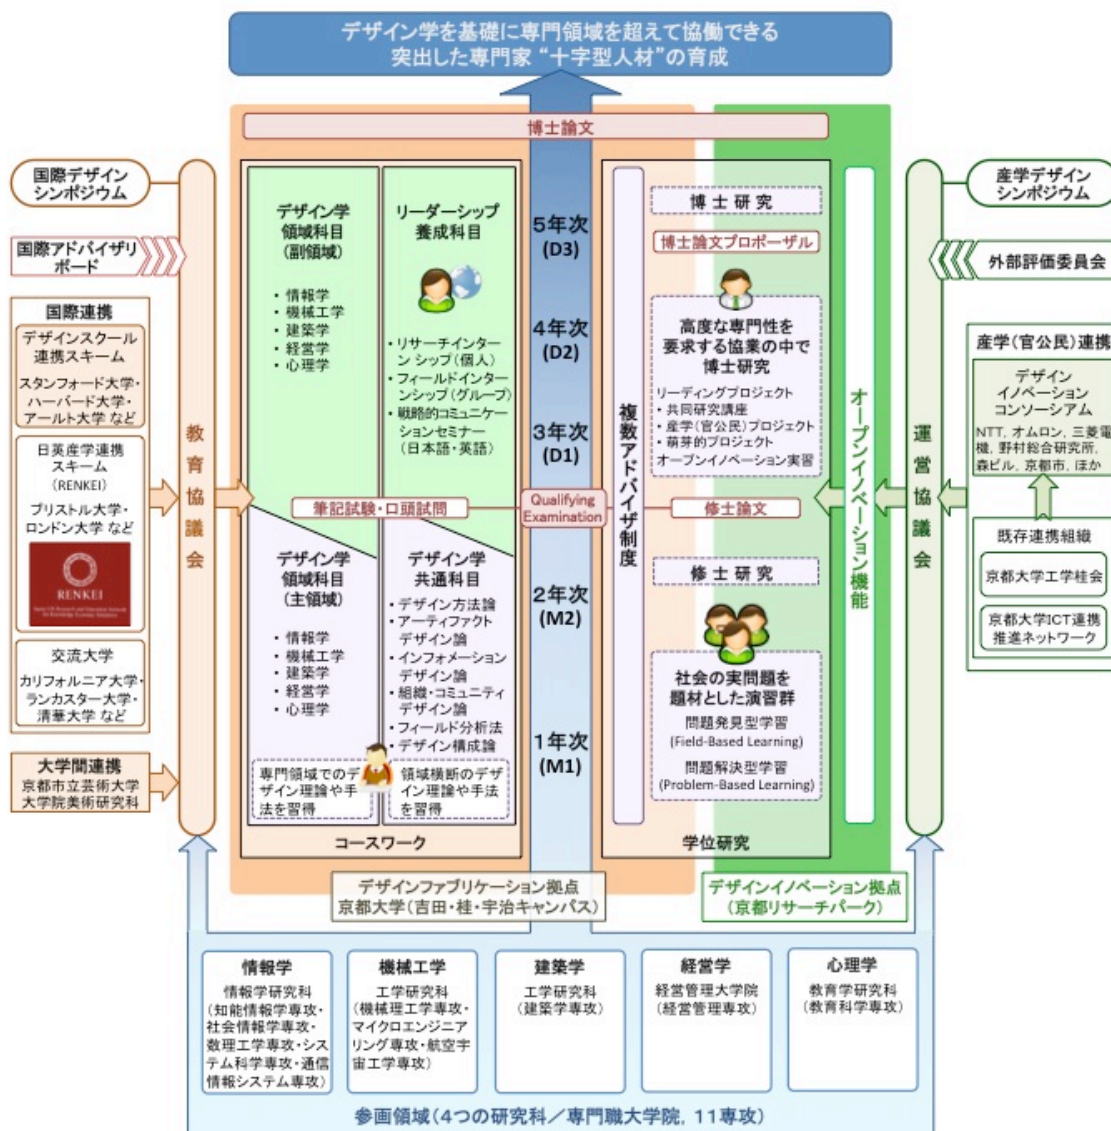 デザイン学を基礎に専門領域を超えて協働できる
突出した専門家 “十字型人材”の育成
博士論文
国際デザイン
シンポジウム
国際アドバイザリ
ボード
国際連携
デザインスクール
連携スキーム
スタンフォード大学・
ハーバード大学・
アールト大学 など
日英産学連携
スキーム
(RENKEI)
ブリストル大学・
ロンドン大学 など
RENKEI
交流大学
カリフォルニア大学・
ランカスター大学・
清華大学 など
大学間連携
京都市立芸術大学
大学院美術研究科
教育協議会
デザイン学
領域科目
(副領域)
・ 情報学
・ 機械工学
・ 建築学
・ 経営学
・ 心理学
リーダーシップ
養成科目
・リサーチインター
ン シップ(個人)
・フィールドインター
ンシップ(グループ)
・戦略的コミュニケー
ションセミナー
(日本語・英語)
筆記試験・口頭試問
Qualifying
Examination
修士論文
デザイン学
領域科目
(主領域)
・ 情報学
・ 機械工学
・ 建築学
・ 経営学
・ 心理学
専門領域でのデ
ザイン理論や手
法を習得
デザイン学
共通科目
・デザイン方法論
・アーティファクト
デザイン論
・インフォメーション
デザイン論
・組織・コミュニティ
デザイン論
・フィールド分析法
・デザイン構成論
領域横断のデザ
イン理論や手法
を習得
コースワーク
5年次
(D3)
4年次
(D2)
3年次
(D1)
2年次
(M2)
1年次
(M1)
複数アドバイザ制度
博士研究
博士論文プロポーザル
高度な専門性を
要求する協業の中で
博士研究
リーディングプロジェクト
・ 共同研究講座
・ 産学(官公民)プロジェクト
・ 萌芽的プロジェクト
オープンイノベーション実習
修士研究
社会の実問題を
題材とした演習群
問題発見型学習
(Field-Based Learning)
問題解決型学習
(Problem-Based Learning)
学位研究
オープンイノベーション機能
運営協議会
産学デザイン
シンポジウム
外部評価委員会
産学(官公民)連携
デザイン
イノベーション
コンソーシアム
NTT, オムロン, 三菱電
機, 野村総合研究所,
森ビル, 京都市, ほか
既存連携組織
京都大学工学桂会
京都大学ICT連携
推進ネットワーク
デザインファブリケーション拠点
京都大学(吉田・桂・宇治キャンパス)
デザインイノベーション拠点
(京都リサーチパーク)
情報学
情報学研究科
(知能情報学専攻・
社会情報学専攻・
数理工学専攻・シス
テム科学専攻・通信
情報システム専攻)
機械工学
工学研究科
(機械理工学専攻・
マイクロエンジニア
リング専攻・航空宇
宙工学専攻)
建築学
工学研究科
(建築学専攻)
経営学
経営管理大学院
(経営管理専攻)
心理学
教育学研究科
(教育科学専攻)
参画領域(4つの研究科／専門職大学院, 11専攻)